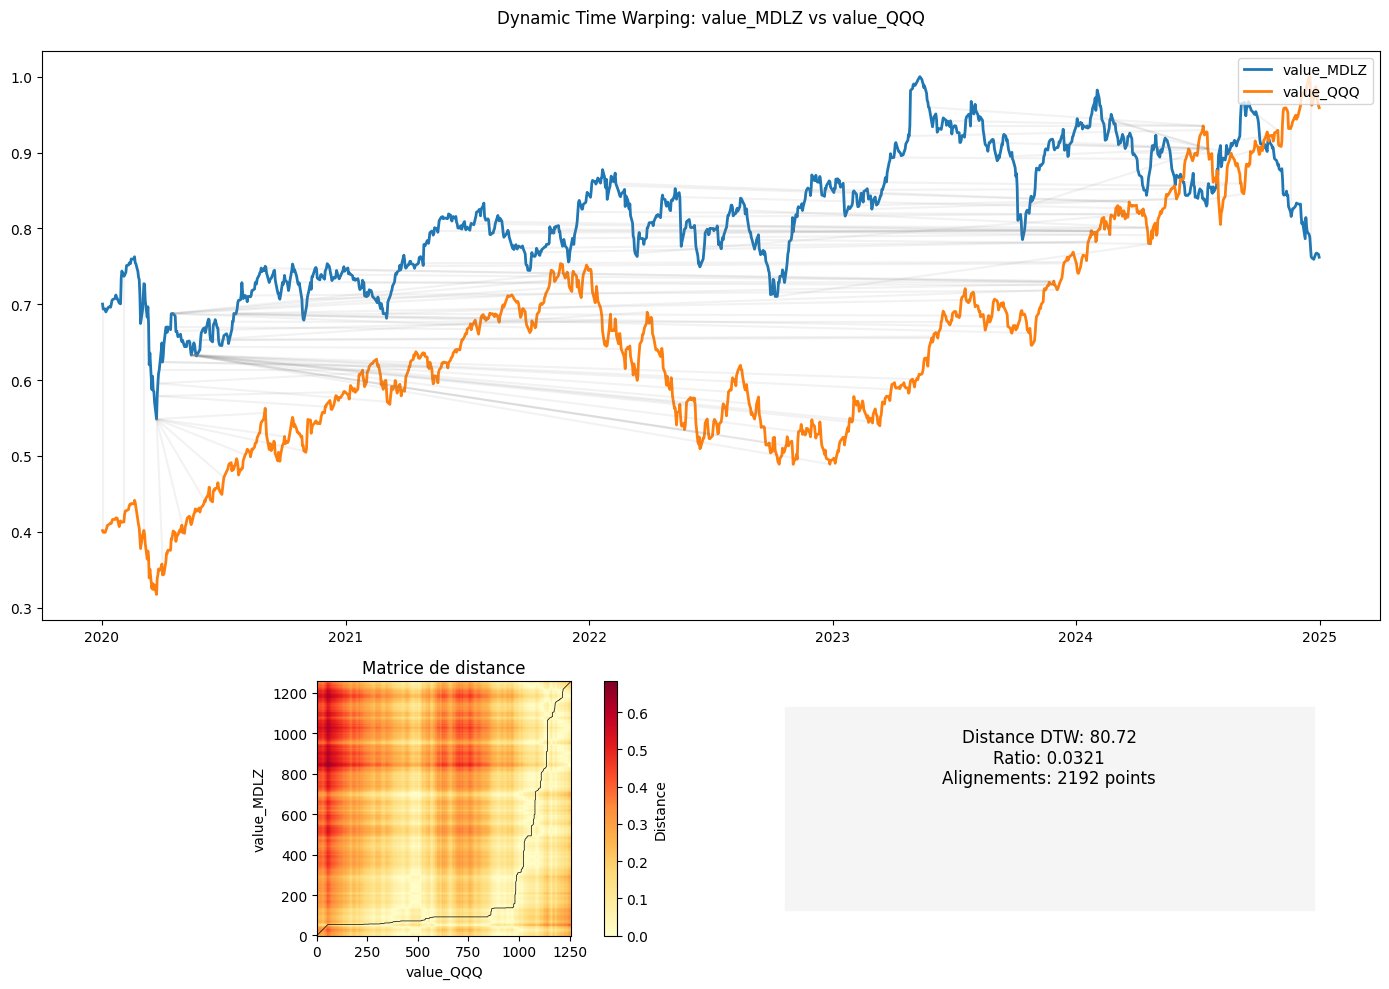 Dynamic Time Warping: value_MDLZ vs value_QQQ
value_MDLZ
value_QQQ
1.0
0.9
0.8
0.7
0.6
0.5
0.4
0.3
2020 2021 2022 2023 2024 2025
Matrice de distance
value_MDLZ
1200
1000
800
600
400
200
0
0 250 500 750 1000 1250
value_QQQ
0.6
0.5
0.4
0.3
0.2
0.1
0.0
Distance
Distance DTW: 80.72
Ratio: 0.0321
Alignements: 2192 points